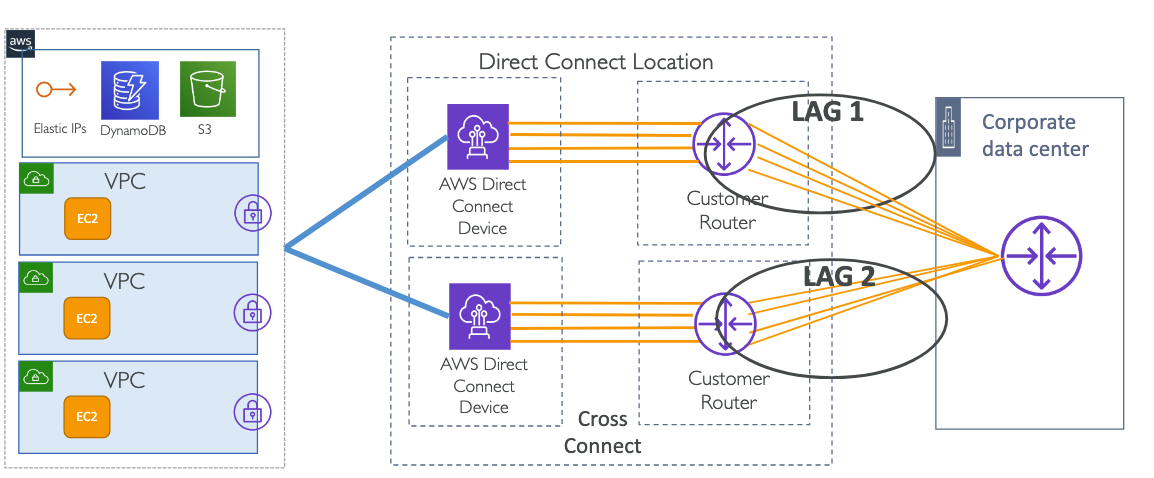 aws
Elastic IPs
DynamoDB
S3
VPC
EC2
VPC
EC2
VPC
EC2
Direct Connect Location
AWS Direct
Connect
Device
Customer
Router
LAG 1
AWS Direct
Connect
Device
Customer
Router
LAG 2
Cross
Connect
Corporate
data center